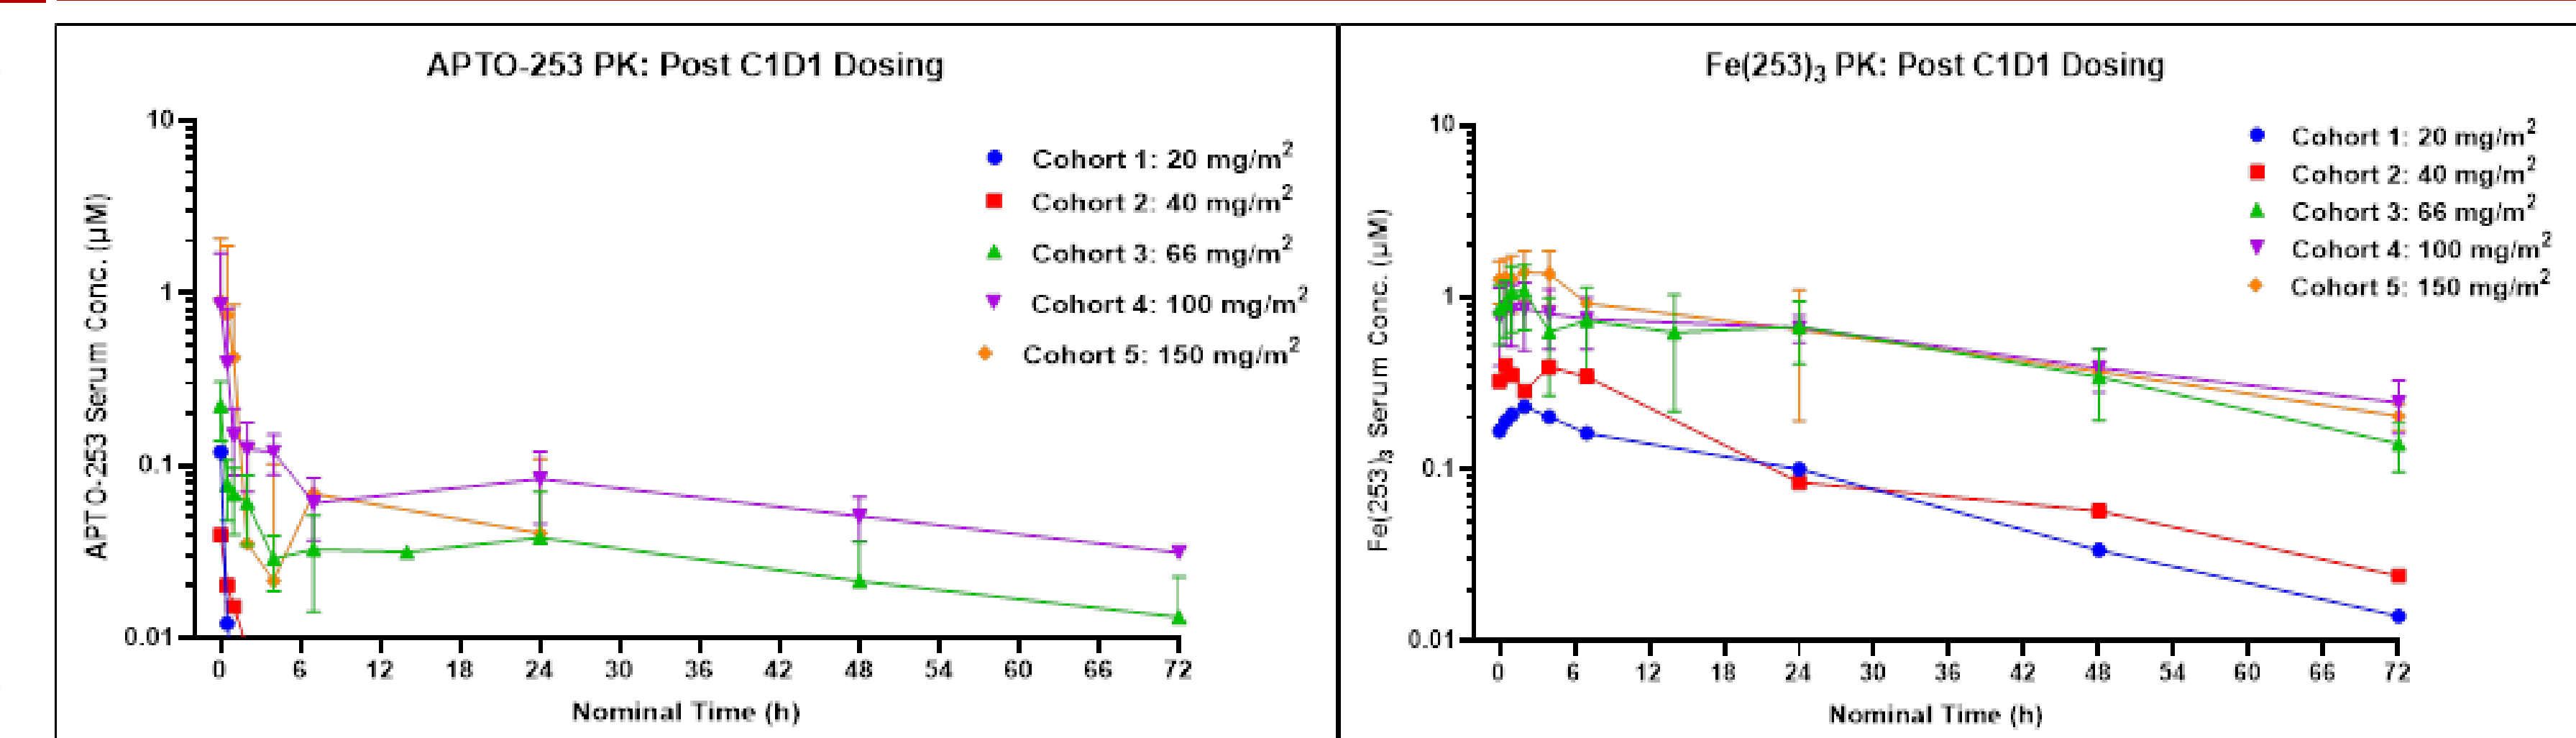 APTO-253 PK: Post C1D1 Dosing
APTO-253 Serum Conc. (µM)
10
1
0.1
0.01
0 6 12 18 24 30 36 42 48 54 60 66 72
Nominal Time (h)
Cohort 1: 20 mg/m²
Cohort 2: 40 mg/m²
Cohort 3: 66 mg/m²
Cohort 4: 100 mg/m²
Cohort 5: 150 mg/m²
Fe(253)₃ PK: Post C1D1 Dosing
Fe(253)₃ Serum Conc. (µM)
10
1
0.1
0.01
0 6 12 18 24 30 36 42 48 54 60 66 72
Nominal Time (h)
Cohort 1: 20 mg/m²
Cohort 2: 40 mg/m²
Cohort 3: 66 mg/m²
Cohort 4: 100 mg/m²
Cohort 5: 150 mg/m²